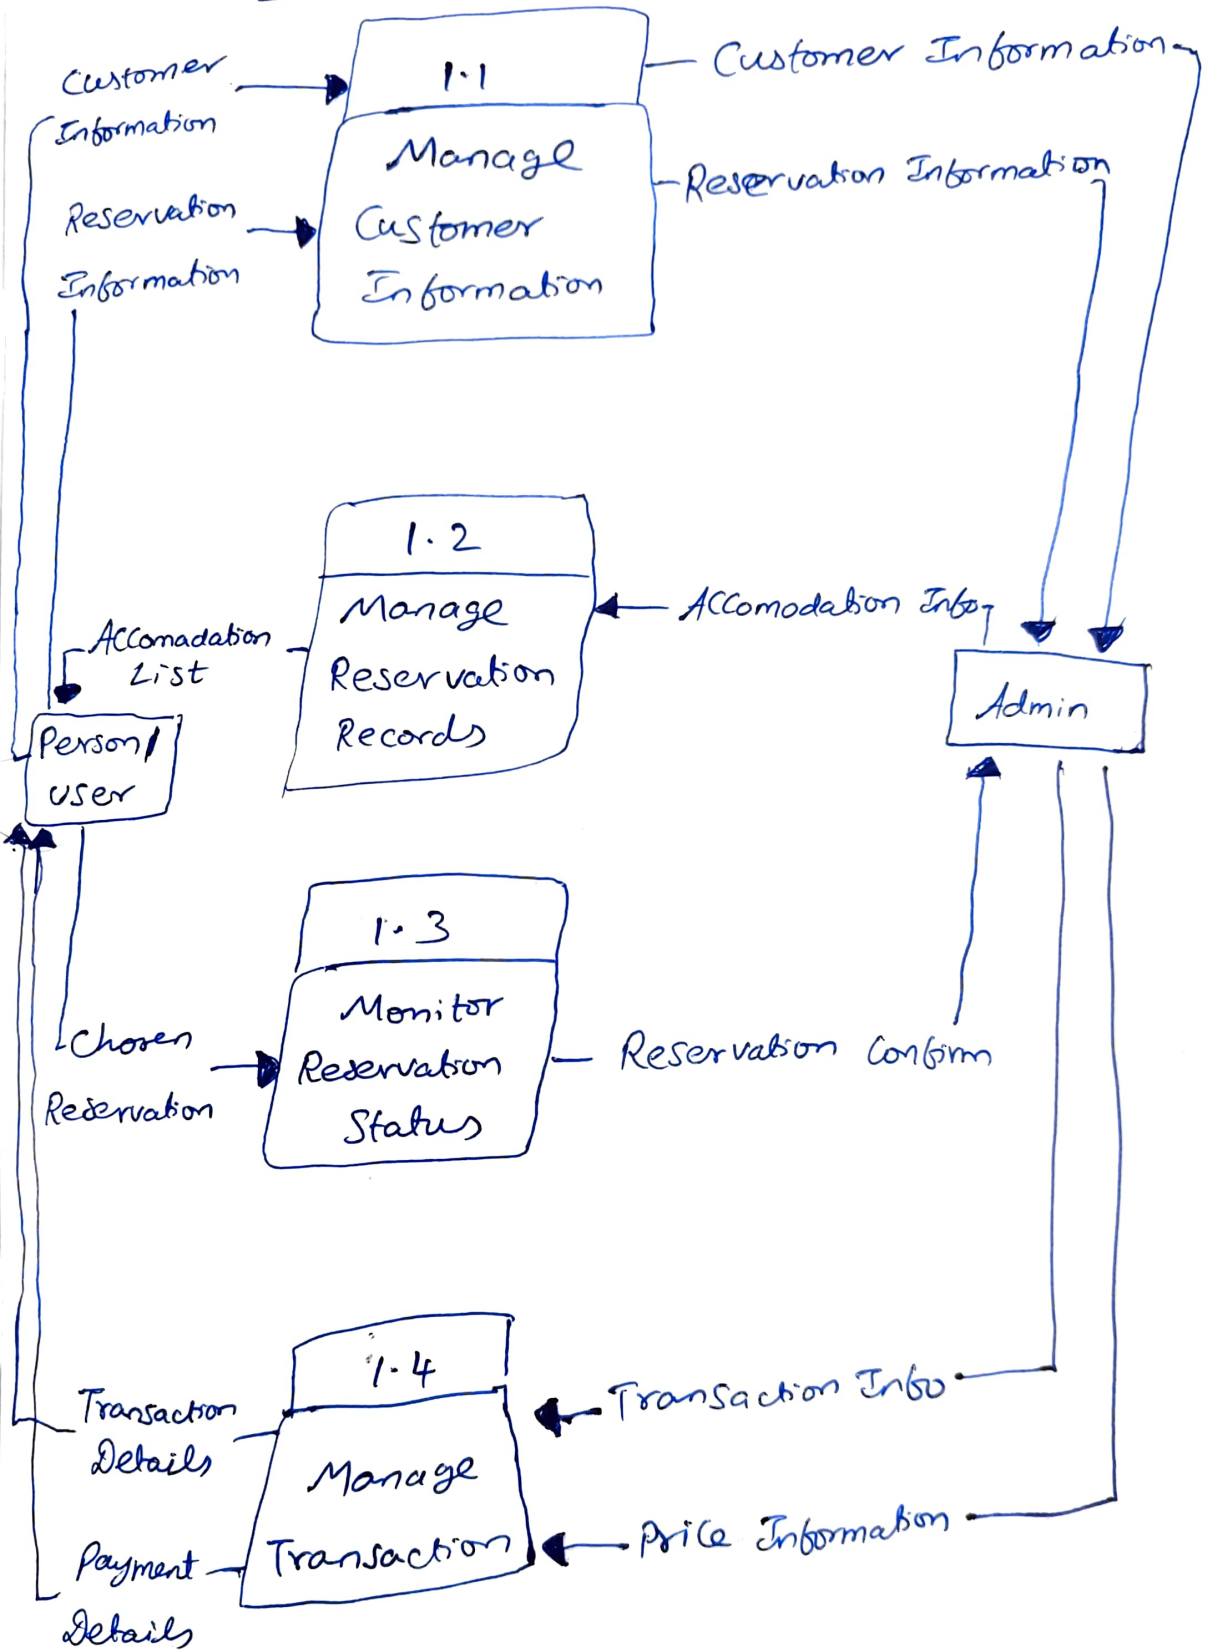 1.1
Manage
Customer
Information
Customer
Information
Reservation
Information
Customer Information
Reservation Information
1.2
Manage
Reservation
Records
Accomadation
List
Accomodation Info
Person/
user
Admin
1.3
Monitor
Reservation
Status
Chosen
Reservation
Reservation Confirm
1.4
Manage
Transaction
Transaction
Details
Payment
Details
Transaction Info
Price Information